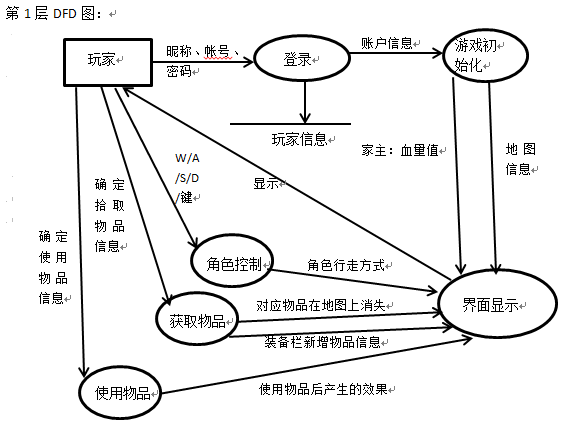 第1层DFD图：
玩家
昵称、帐号、
密码
登录
账户信息
游戏初
始化
玩家信息
家主：血量值
地图
信息
W/A
/S/D
/键
显示
确定
拾取
物品
信息
确定
使用
物品
信息
角色控制
角色行走方式
获取物品
对应物品在地图上消失
装备栏新增物品信息
界面显示
使用物品
使用物品后产生的效果